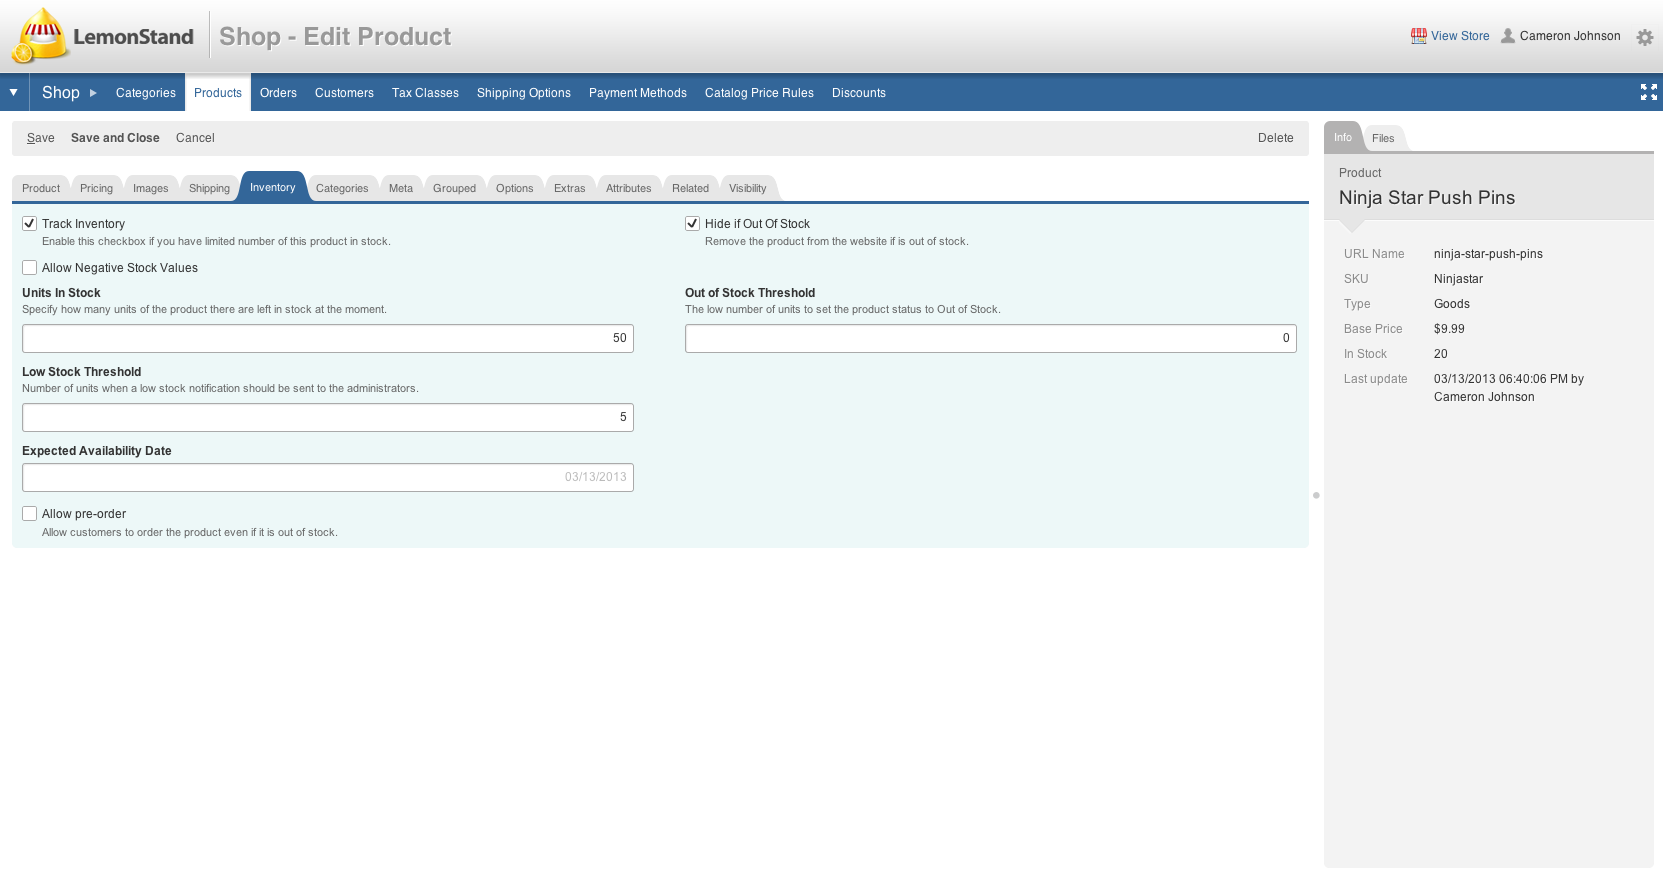 LemonStand
Shop - Edit Product
View Store
Cameron Johnson
Shop
Categories
Products
Orders
Customers
Tax Classes
Shipping Options
Payment Methods
Catalog Price Rules
Discounts
Save
Save and Close
Cancel
Delete
Product
Pricing
Images
Shipping
Inventory
Categories
Meta
Grouped
Options
Extras
Attributes
Related
Visibility
Track Inventory
Enable this checkbox if you have limited number of this product in stock.
Hide if Out Of Stock
Remove the product from the website if is out of stock.
Allow Negative Stock Values
Units In Stock
Specify how many units of the product there are left in stock at the moment.
50
Out of Stock Threshold
The low number of units to set the product status to Out of Stock.
0
Low Stock Threshold
Number of units when a low stock notification should be sent to the administrators.
5
Expected Availability Date
03/13/2013
Allow pre-order
Allow customers to order the product even if it is out of stock.
Info
Files
Product
Ninja Star Push Pins
URL Name ninja-star-push-pins
SKU Ninjastar
Type Goods
Base Price $9.99
In Stock 20
Last update 03/13/2013 06:40:06 PM by
Cameron Johnson